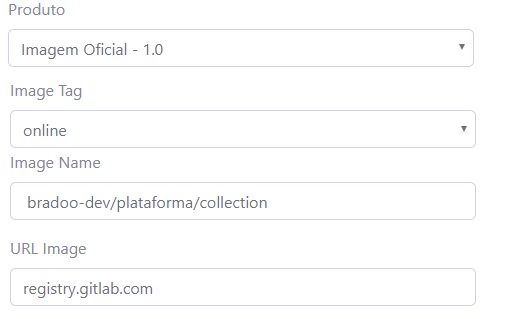 Produto
Imagem Oficial - 1.0
Image Tag
online
Image Name
bradoo-dev/plataforma/collection
URL Image
registry.gitlab.com